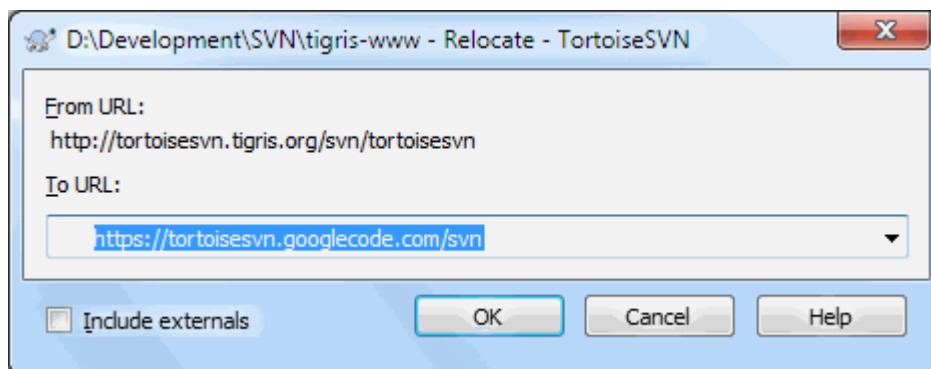 D:\Development\SVN\tigris-www - Relocate - TortoiseSVN
From URL:
http://tortoisesvn.tigris.org/svn/tortoisesvn
To URL:
https://tortoisesvn.googlecode.com/svn
Include externals
OK
Cancel
Help